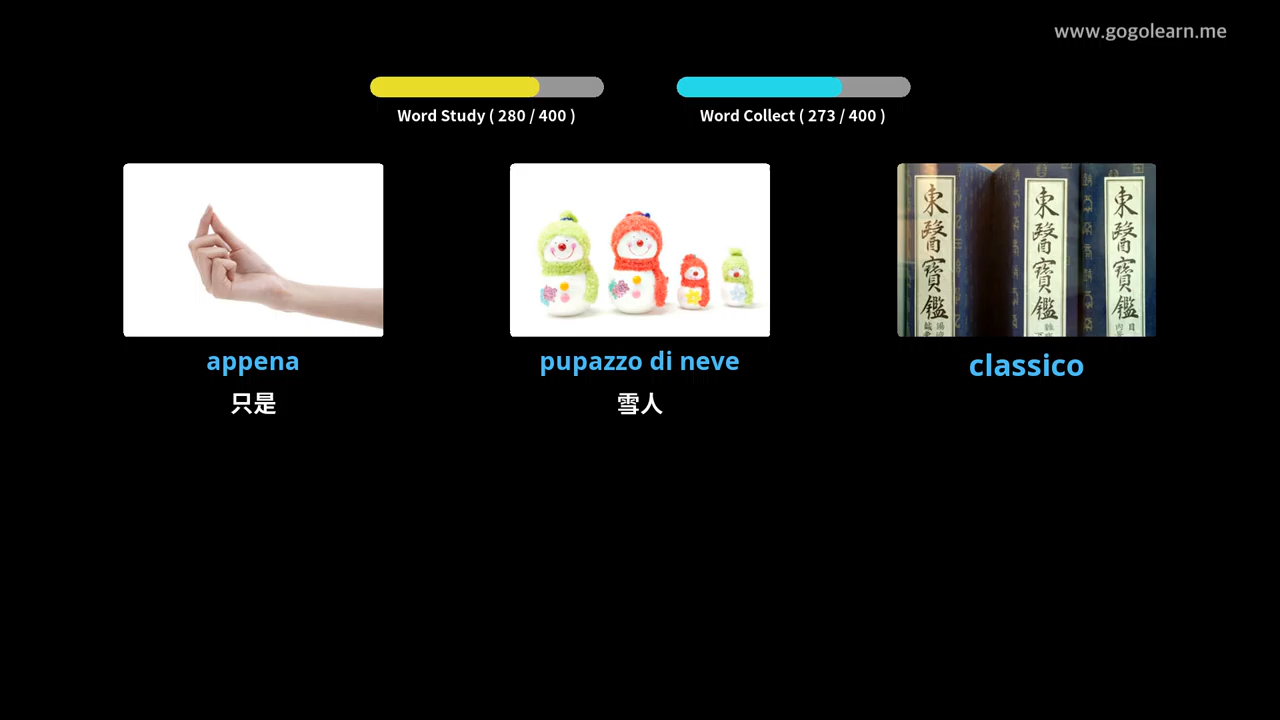 www.gogolearn.me
Word Study ( 280 / 400 )
Word Collect ( 273 / 400 )
東醫寶鑑
東醫寶鑑
東醫寶鑑
appena
只是
pupazzo di neve
雪人
classico